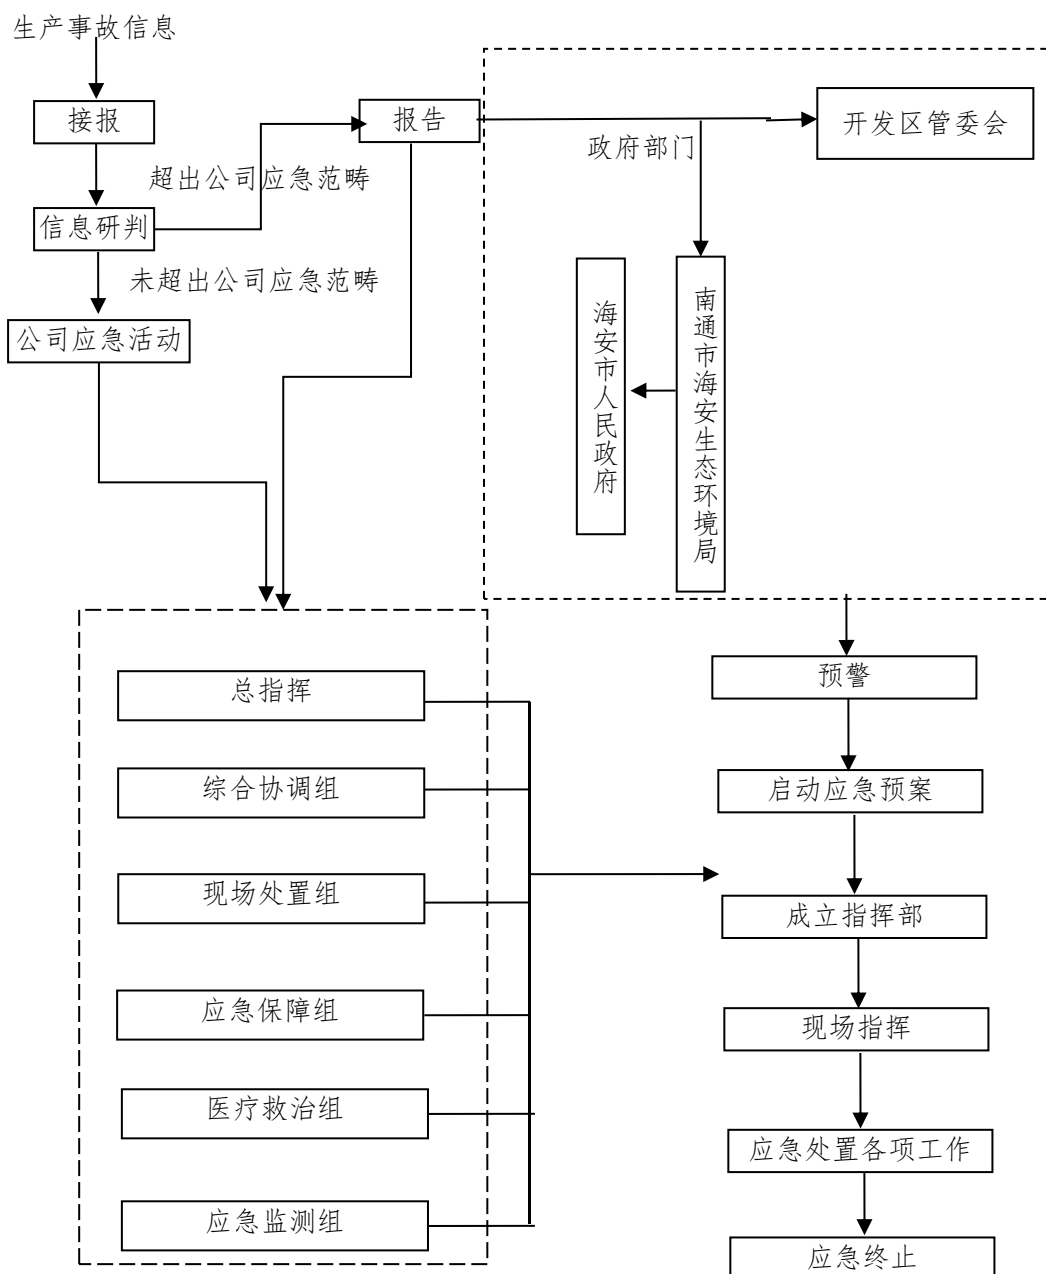 生产事故信息
接报
报告
开发区管委会
政府部门
超出公司应急范畴
信息研判
未超出公司应急范畴
公司应急活动
海安市人民政府
南通市海安生态环境局
总指挥
综合协调组
现场处置组
应急保障组
医疗救治组
应急监测组
预警
启动应急预案
成立指挥部
现场指挥
应急处置各项工作
应急终止